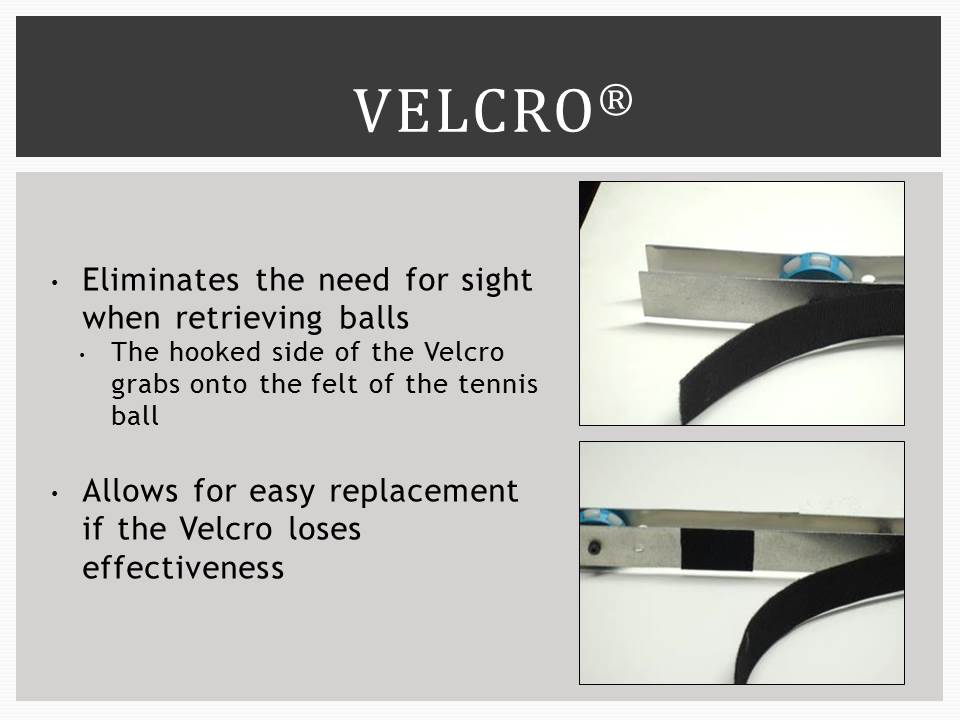 VELCRO®
• Eliminates the need for sight
when retrieving balls
• The hooked side of the Velcro
grabs onto the felt of the tennis
ball
• Allows for easy replacement
if the Velcro loses
effectiveness